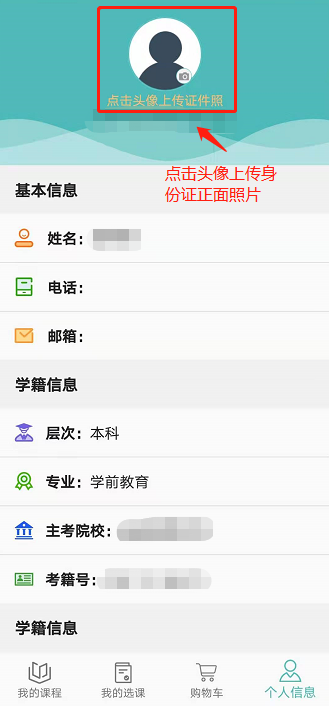 点击头像上传证件照
点击头像上传身
份证正面照片
基本信息
姓名：
电话：
邮箱：
学籍信息
层次：本科
专业：学前教育
主考院校：
考籍号：
学籍信息
我的课程
我的选课
购物车
个人信息